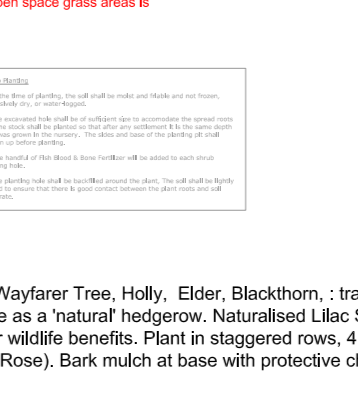 pen space grass areas is
Planting
the time of planting, the soil shall be moist and friable and not frozen,
sively dry, or water-logged.
excavated hole shall be of sufficient size to accomodate the spread roots
he stock shall be planted so that after any settlement it is the same depth
was grown in the nursery. The sides and base of the planting pit shall
n up before planting.
e handful of Fish Blood & Bone Fertilizer will be added to each shrub
ing hole.
planting hole shall be backfilled around the plant, The soil shall be lightly
d to ensure that there is good contact between the plant roots and soil
rate.
Wayfarer Tree, Holly, Elder, Blackthorn, : tra
e as a 'natural' hedgerow. Naturalised Lilac S
r wildlife benefits. Plant in staggered rows, 4
Rose). Bark mulch at base with protective cl